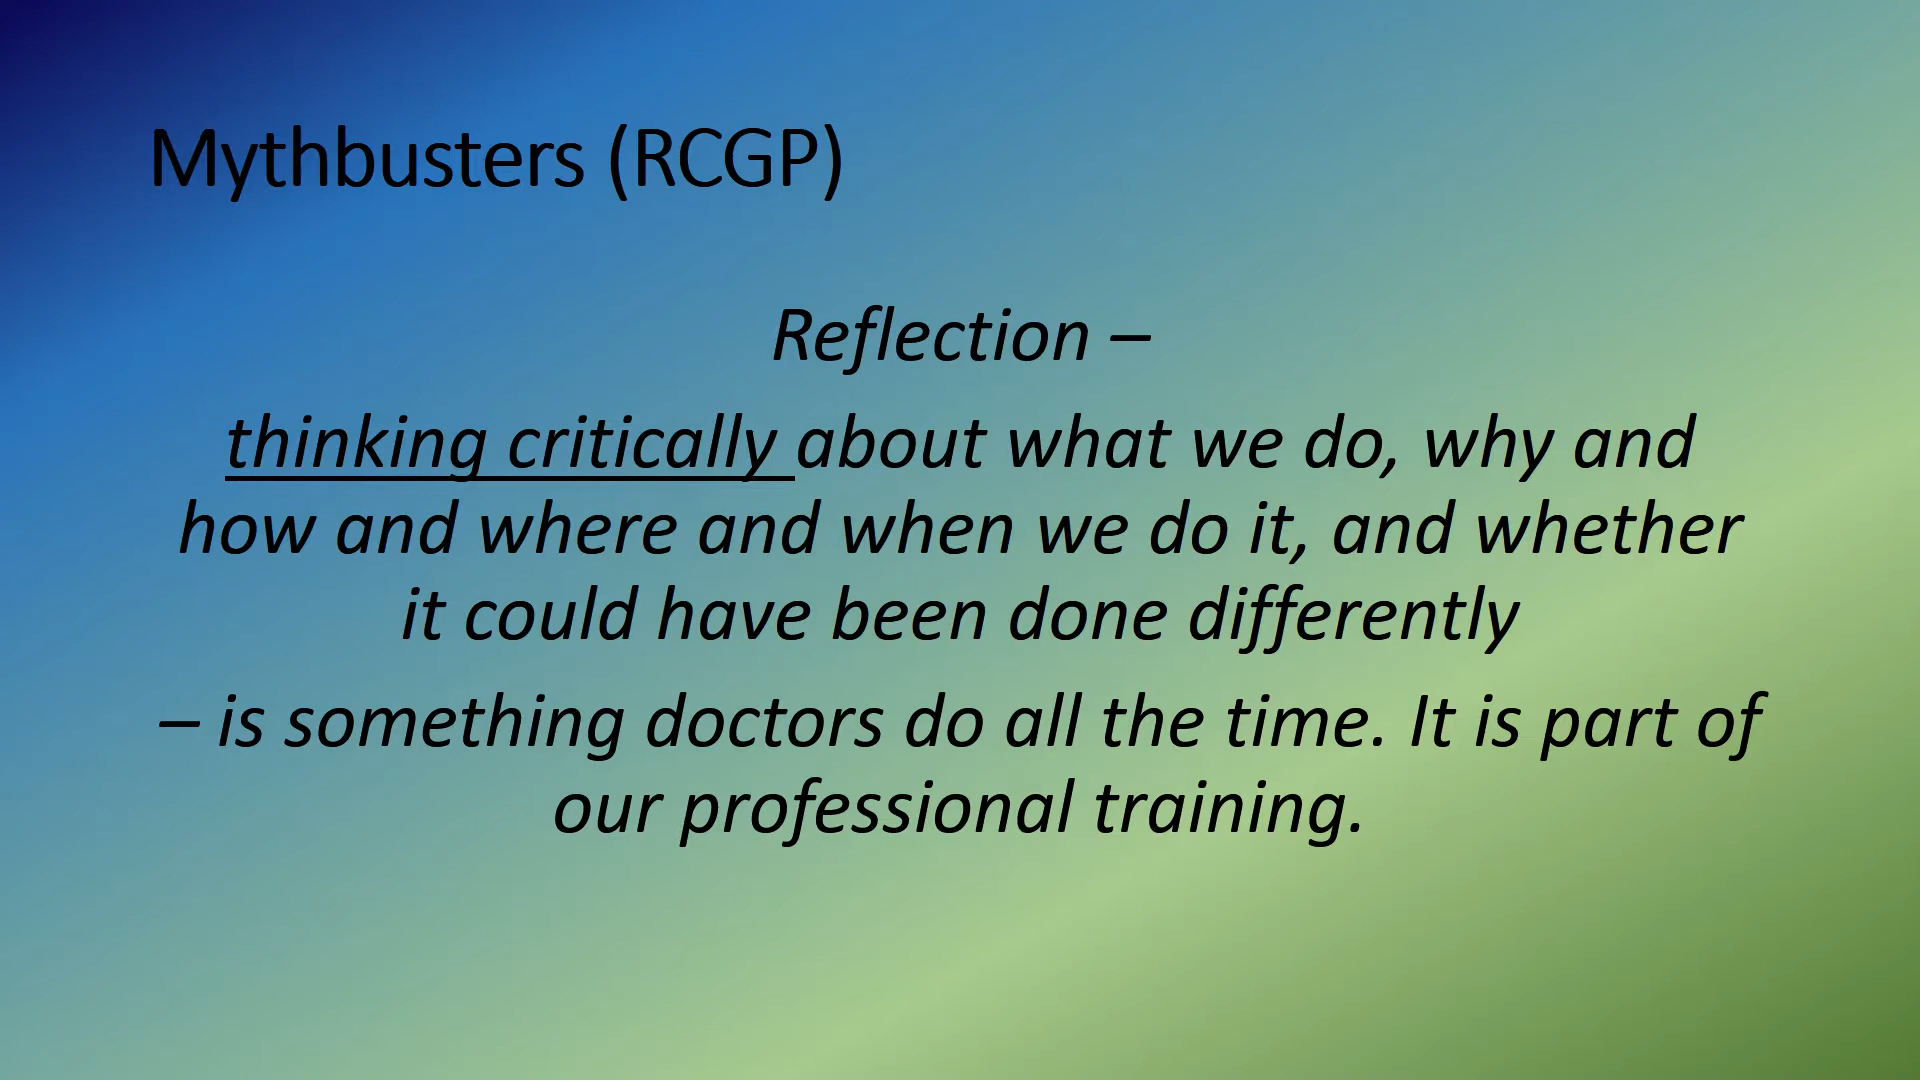 Mythbusters (RCGP)
Reflection –
thinking critically about what we do, why and
how and where and when we do it, and whether
it could have been done differently
– is something doctors do all the time. It is part of
our professional training.